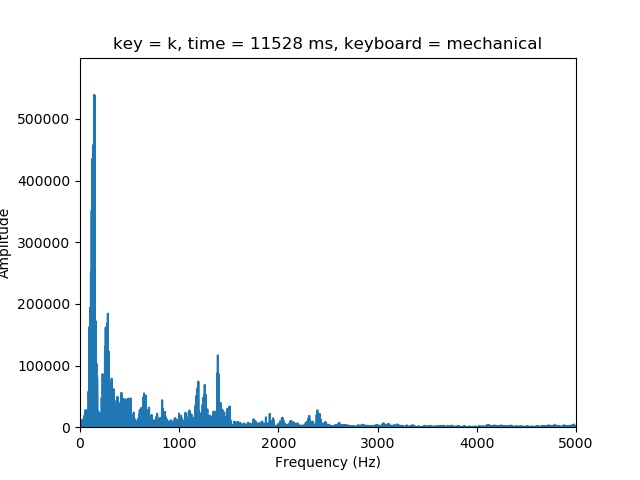 key = k, time = 11528 ms, keyboard = mechanical
500000
400000
300000
200000
100000
0
Amplitude
0 1000 2000 3000 4000 5000
Frequency (Hz)